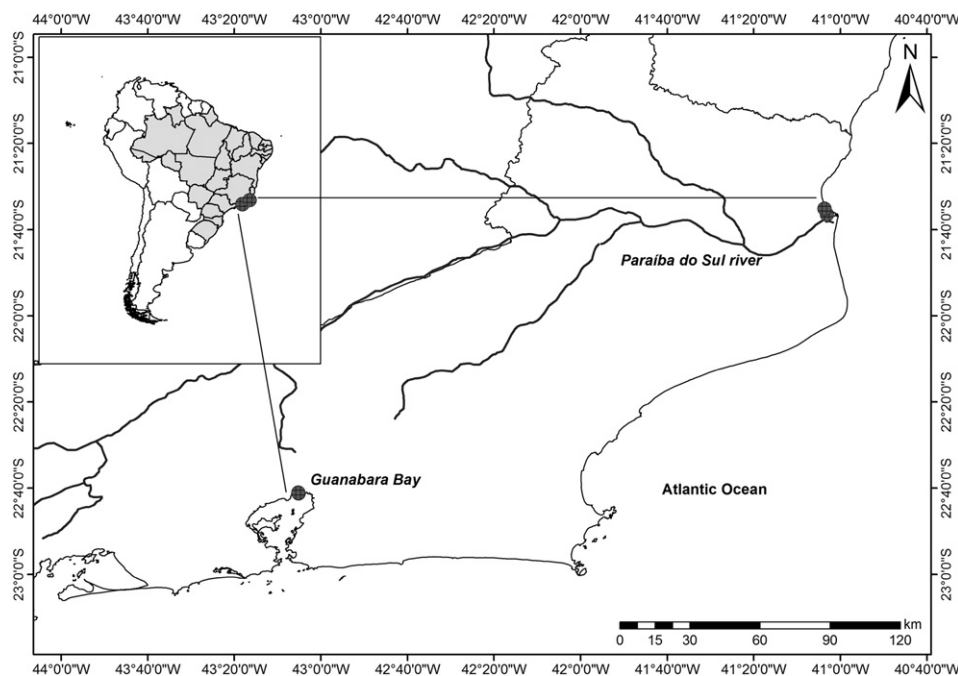 44°0'0"W 43°40'0"W 43°20'0"W 43°0'0"W 42°40'0"W 42°20'0"W 42°0'0"W 41°40'0"W 41°20'0"W 41°0'0"W 40°40'0"W
N
21°0'0"S 21°0'0"S
21°20'0"S 21°20'0"S
21°40'0"S 21°40'0"S
Paraíba do Sul river
22°0'0"S 22°0'0"S
22°20'0"S 22°20'0"S
Guanabara Bay
Atlantic Ocean
22°40'0"S 22°40'0"S
23°0'0"S 23°0'0"S
km
0 15 30 60 90 120
44°0'0"W 43°40'0"W 43°20'0"W 43°0'0"W 42°40'0"W 42°20'0"W 42°0'0"W 41°40'0"W 41°20'0"W 41°0'0"W 40°40'0"W